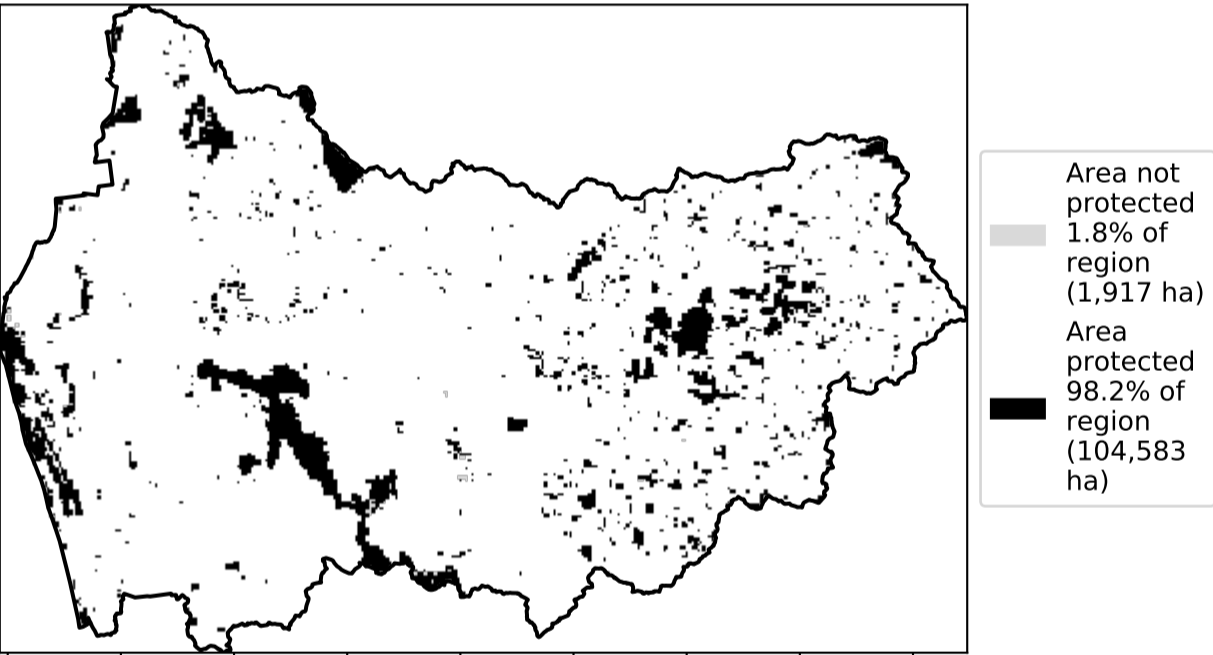 Area not
protected
1.8% of
region
(1,917 ha)
Area
protected
98.2% of
region
(104,583
ha)